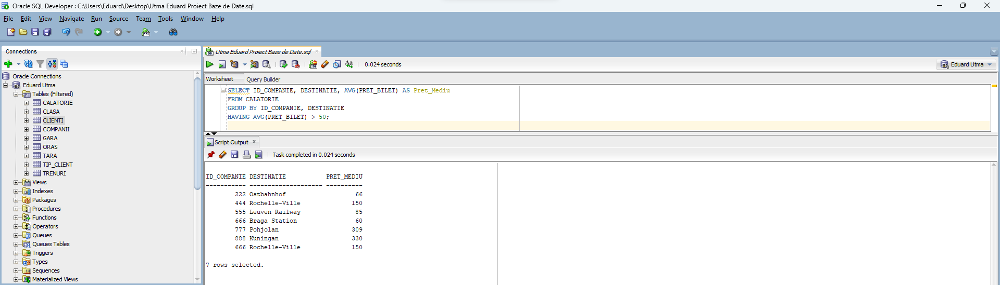 Oracle SQL Developer : C:\Users\Eduard\Desktop\Utma Eduard Proiect Baze de Date.sql
File Edit View Navigate Run Source Team Tools Window Help
Connections
Oracle Connections
Eduard Utma
Tables (Filtered)
CALATORIE
CLASA
CLIENTI
COMPANII
GARA
ORAS
TARA
TIP_CLIENT
TRENURI
Views
Indexes
Packages
Procedures
Functions
Operators
Queues
Queues Tables
Triggers
Types
Sequences
Materialized Views
Utma Eduard Proiect Baze de Date.sql
0.024 seconds
Eduard Utma
Worksheet Query Builder
SELECT ID_COMPANIE, DESTINATIE, AVG(PRET_BILET) AS Pret_Mediu
FROM CALATORIE
GROUP BY ID_COMPANIE, DESTINATIE
HAVING AVG(PRET_BILET) > 50;
Script Output x
Task completed in 0.024 seconds
ID_COMPANIE DESTINATIE PRET_MEDIU
----------- -------------------- ----------
222 Ostbahnhof 66
444 Rochelle-Ville 150
555 Leuven Railway 85
666 Braga Station 60
777 Pohjolan 309
888 Kuningan 330
666 Rochelle-Ville 150
7 rows selected.